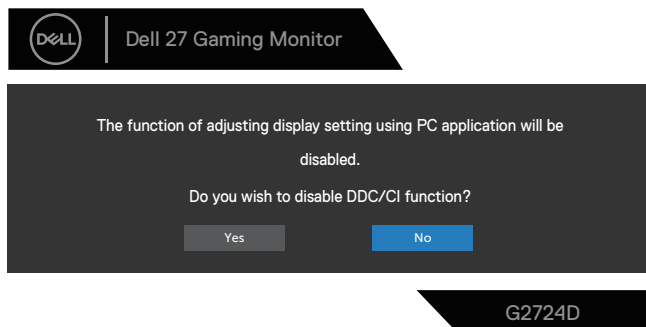 DELL
Dell 27 Gaming Monitor
The function of adjusting display setting using PC application will be
disabled.
Do you wish to disable DDC/CI function?
Yes
No
G2724D